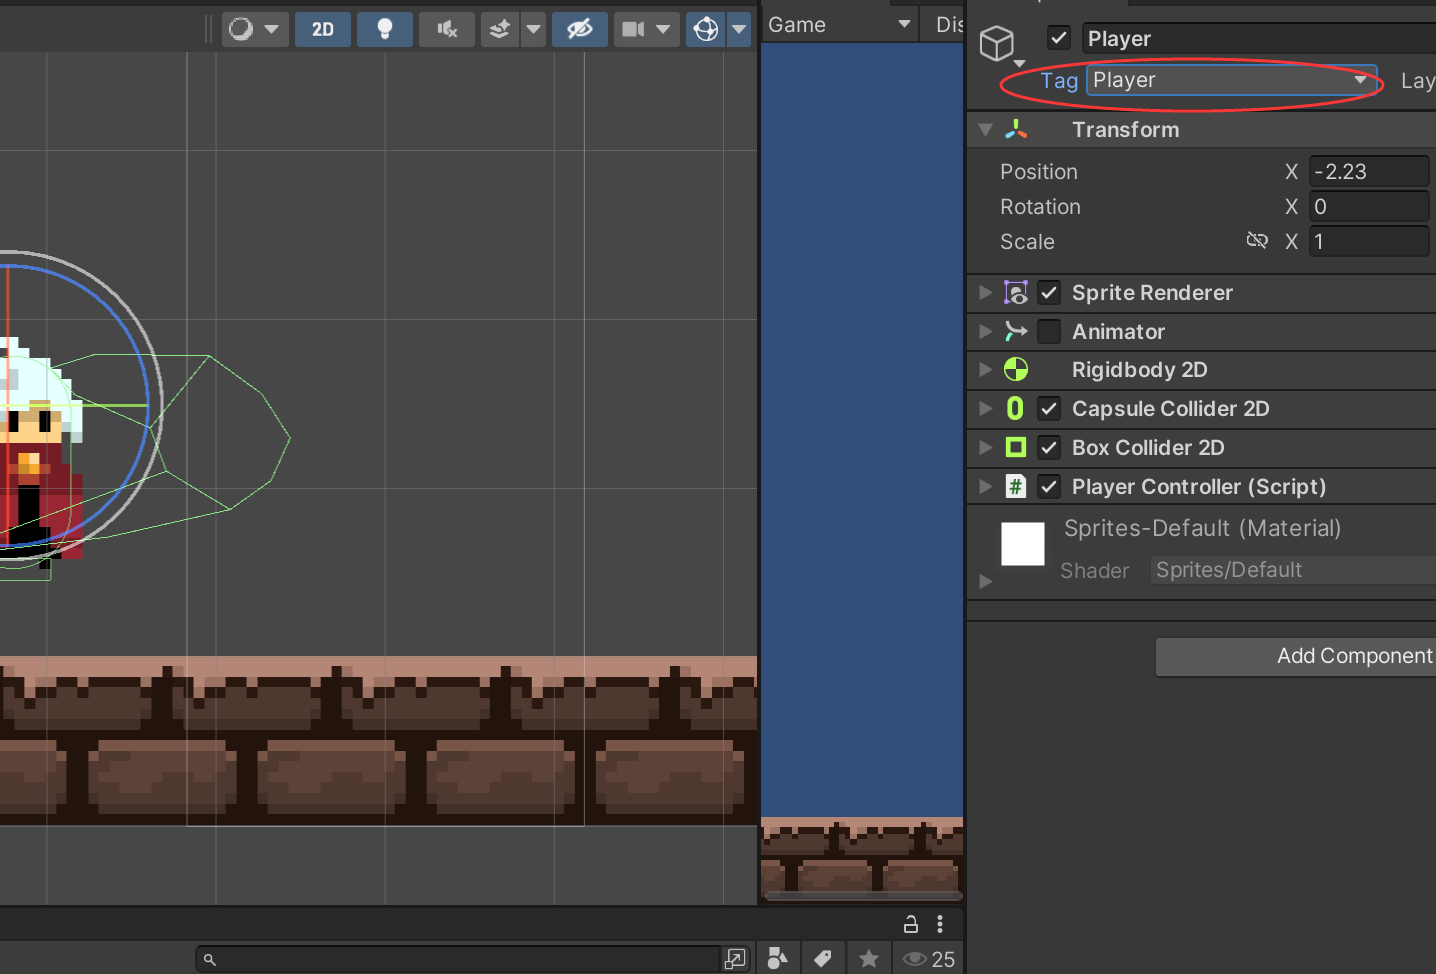 2D
Game
Dis
Player
Tag Player Lay
Transform
Position X -2.23
Rotation X 0
Scale X 1
Sprite Renderer
Animator
Rigidbody 2D
Capsule Collider 2D
Box Collider 2D
# Player Controller (Script)
Sprites-Default (Material)
Shader Sprites/Default
Add Component
25